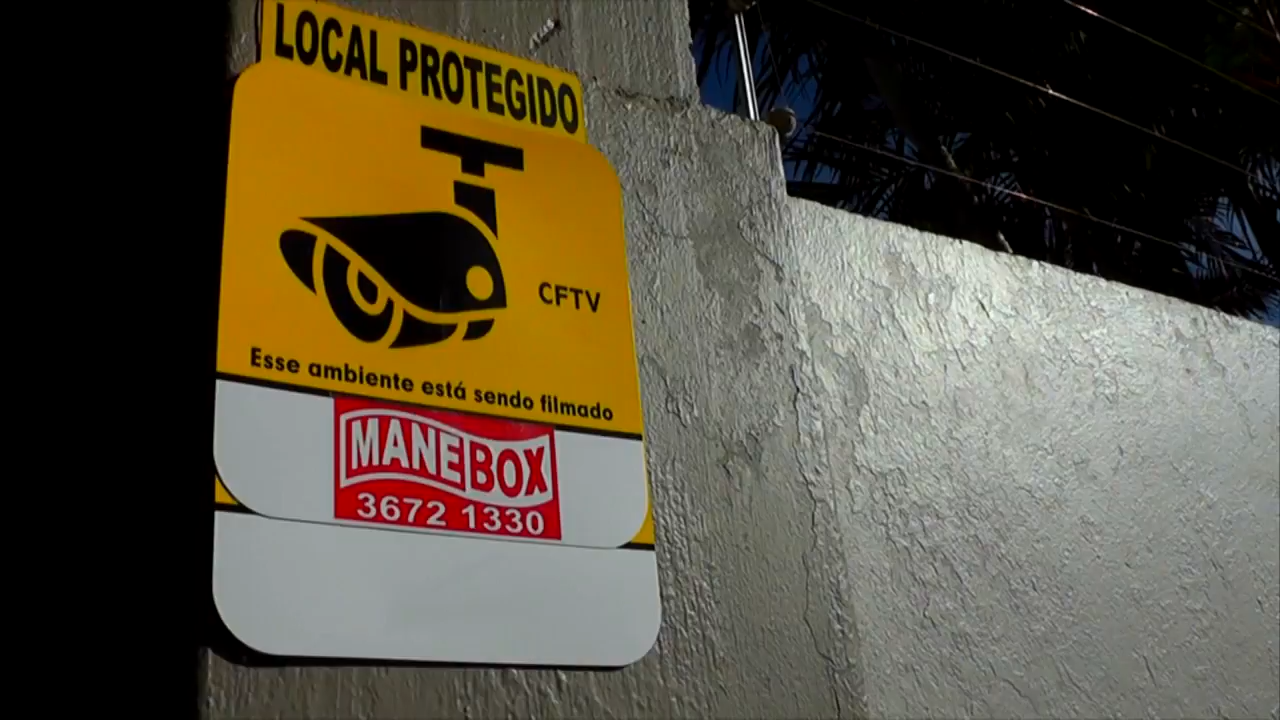 LOCAL PROTEGIDO
CFTV
Esse ambiente está sendo filmado
MANEBOX
3672 1330